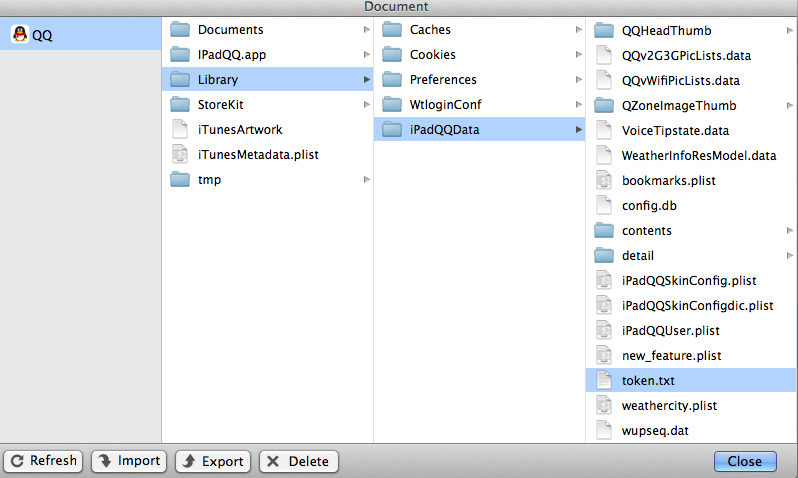 Document
QQ
Documents
IPadQQ.app
Library
StoreKit
iTunesArtwork
iTunesMetadata.plist
tmp
Caches
Cookies
Preferences
WtloginConf
iPadQQData
QQHeadThumb
QQv2G3GPicLists.data
QQvWifiPicLists.data
QZoneImageThumb
VoiceTipstate.data
WeatherInfoResModel.data
bookmarks.plist
config.db
contents
detail
iPadQQSkinConfig.plist
iPadQQSkinConfigdic.plist
iPadQQUser.plist
new_feature.plist
token.txt
weathercity.plist
wupseq.dat
Refresh
Import
Export
Delete
Close